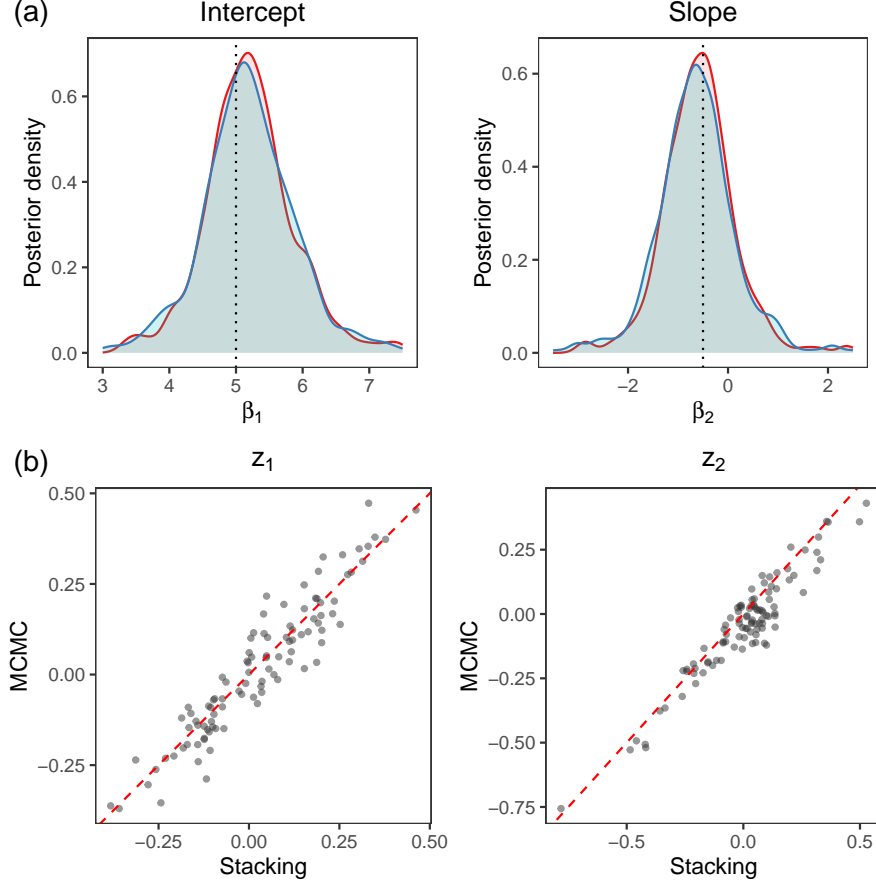 (a)
Intercept
Slope
Posterior density
0.6
0.4
0.2
0.0
3
4
5
6
7
β1
Posterior density
0.6
0.4
0.2
0.0
−2
0
2
β2
(b)
z1
z2
MCMC
0.50
0.25
0.00
−0.25
−0.25
0.00
0.25
0.50
Stacking
MCMC
0.25
0.00
−0.25
−0.50
−0.75
−0.5
0.0
0.5
Stacking